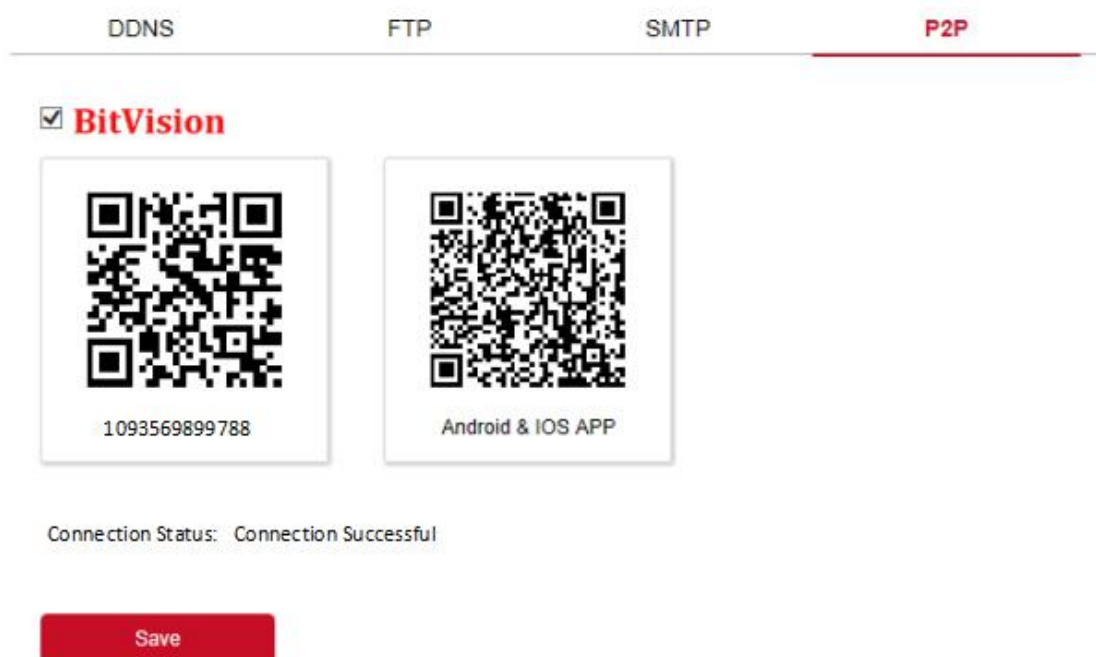 DDNS FTP SMTP P2P
BitVision
1093569899788 Android & IOS APP
Connection Status: Connection Successful
Save